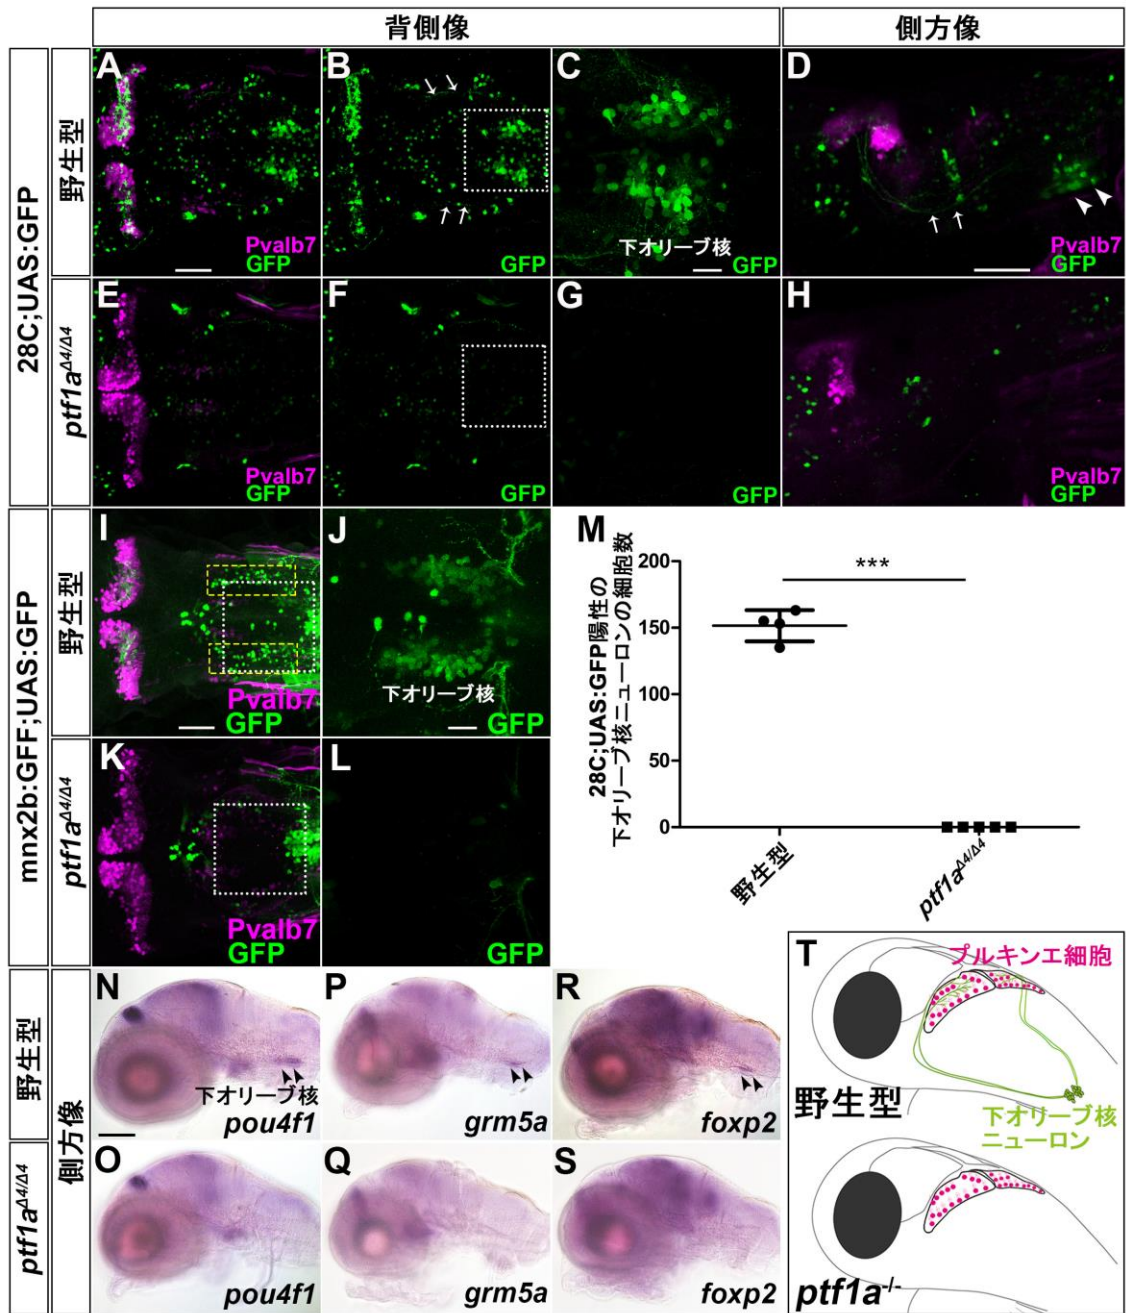 背側像
側方像
28C;UAS:GFP
野生型
A
Pvalb7
GFP
B
GFP
C
下オリーブ核
GFP
D
Pvalb7
GFP
ptf1aΔ4/Δ4
E
Pvalb7
GFP
F
GFP
G
GFP
H
Pvalb7
GFP
mnx2b:GFF;UAS:GFP
野生型
I
Pvalb7
GFP
J
下オリーブ核
ptf1aΔ4/Δ4
K
Pvalb7
GFP
L
GFP
M
28C;UAS:GFP陽性の
下オリーブ核ニューロンの細胞数
200
150
100
50
0
***
野生型
ptf1aΔ4/Δ4
側方像
野生型
N
下オリーブ核
pou4f1
P
grm5a
R
foxp2
ptf1aΔ4/Δ4
O
pou4f1
Q
grm5a
S
foxp2
T
プルキンエ細胞
野生型
下オリーブ核
ニューロン
ptf1a-/-